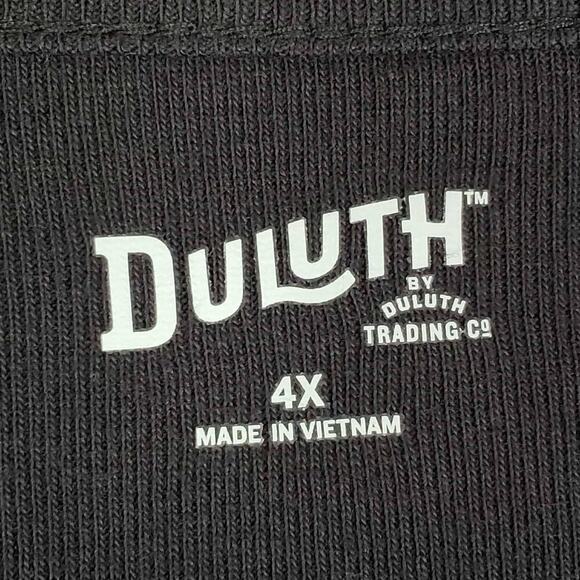 DULUTH™
BY
DULUTH
TRADING Co
4X
MADE IN VIETNAM